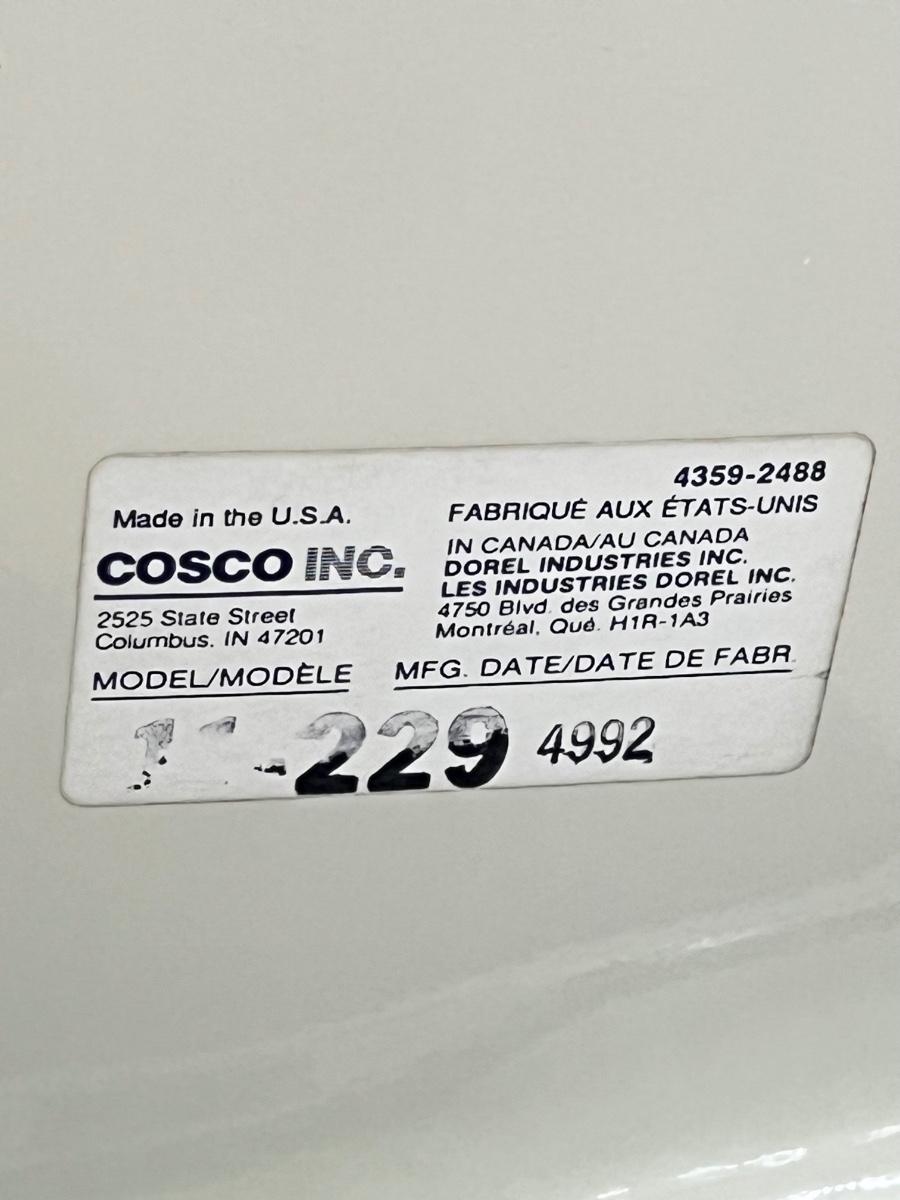 4359-2488
Made in the U.S.A.
COSCO INC.
2525 State Street
Columbus, IN 47201
FABRIQUÉ AUX ÉTATS-UNIS
IN CANADA/AU CANADA
DOREL INDUSTRIES INC.
LES INDUSTRIES DOREL INC.
4750 Blvd. des Grandes Prairies
Montréal, Qué. H1R-1A3
MODEL/MODÈLE
MFG. DATE/DATE DE FABR.
-229
4992